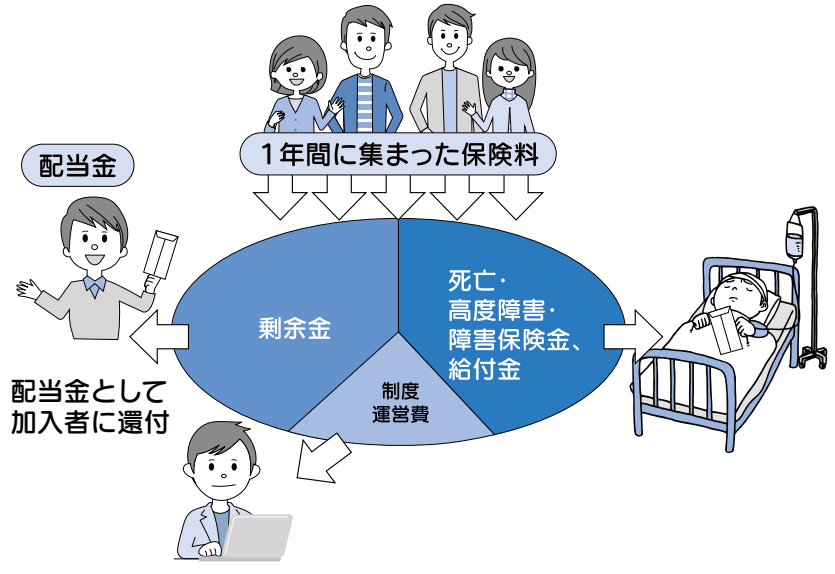 1年間に集まった保険料
配当金
剰余金
死亡・
高度障害・
障害保険金、
給付金
制度
運営費
配当金として
加入者に還付